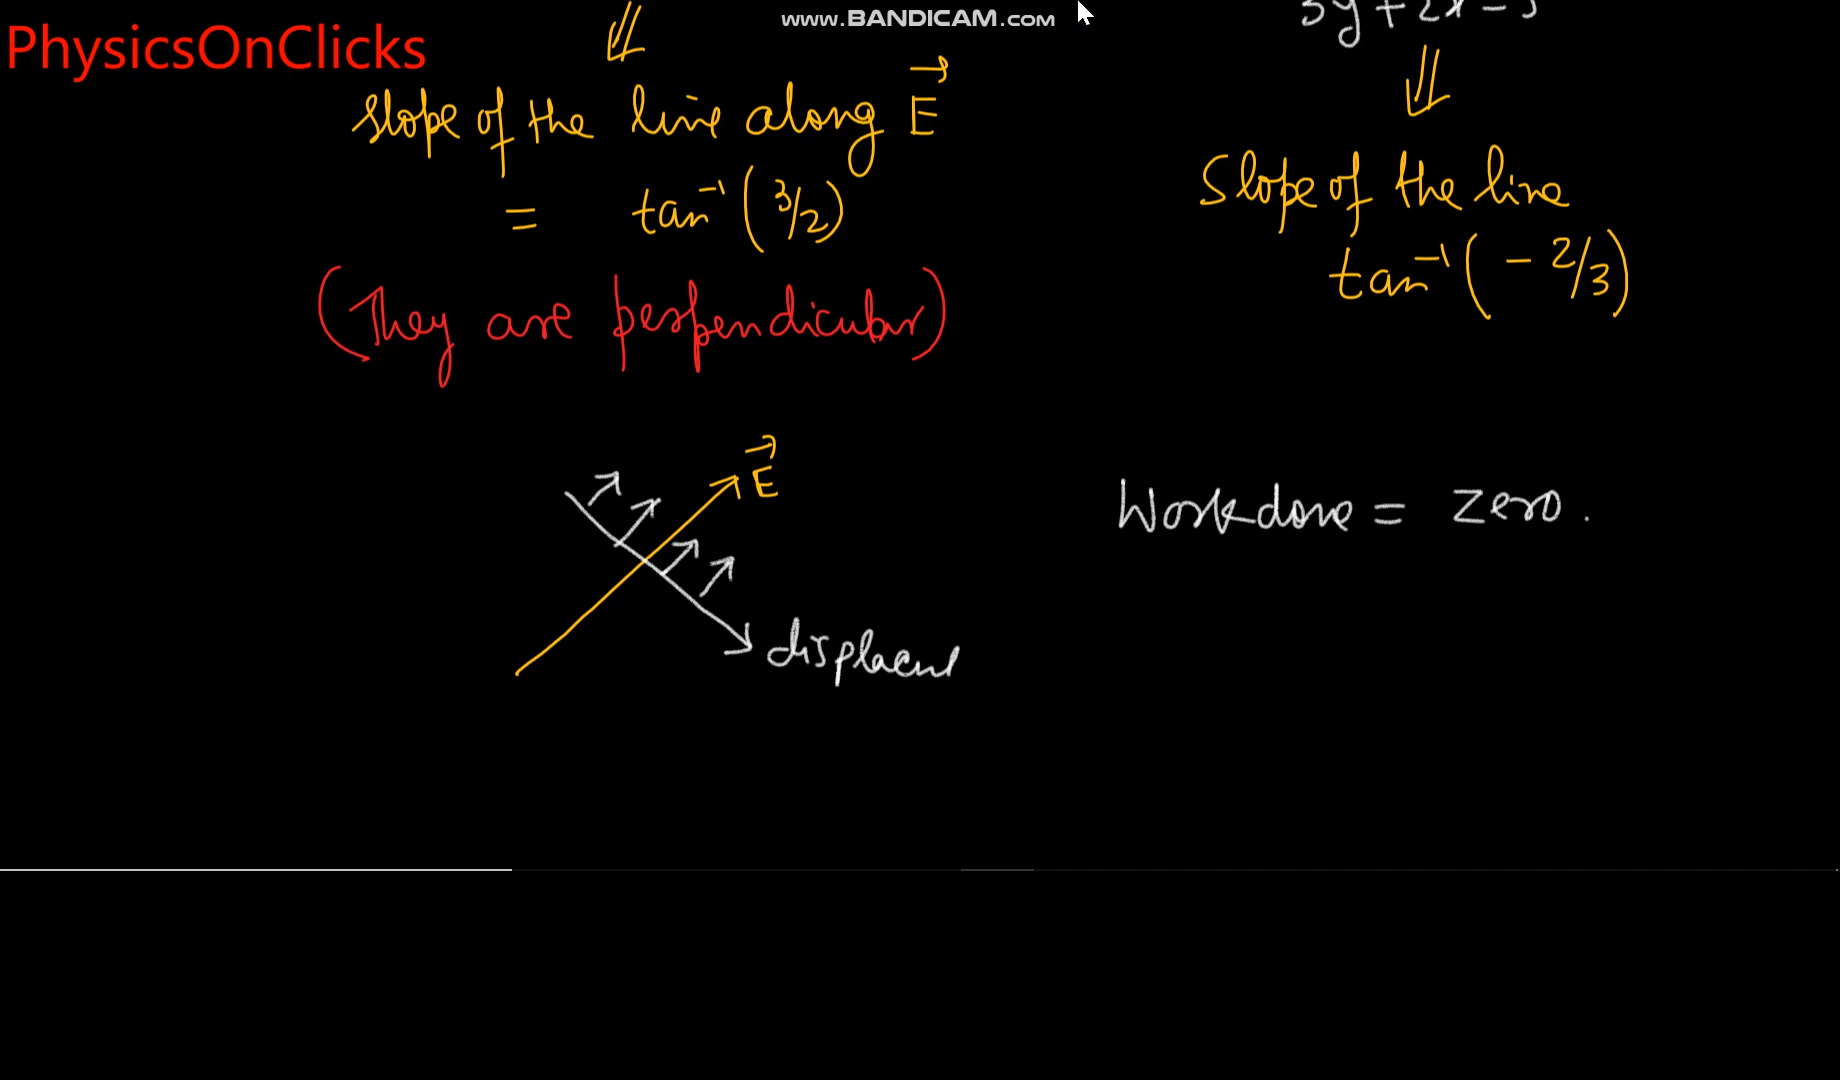 www.BANDICAM.com
PhysicsOnClicks
slope of the line along E
= tan⁻¹ (3/2)
(They are perpendicular)
Slope of the line
tan⁻¹ (- 2/3)
E
displacent
Workdone = zero.